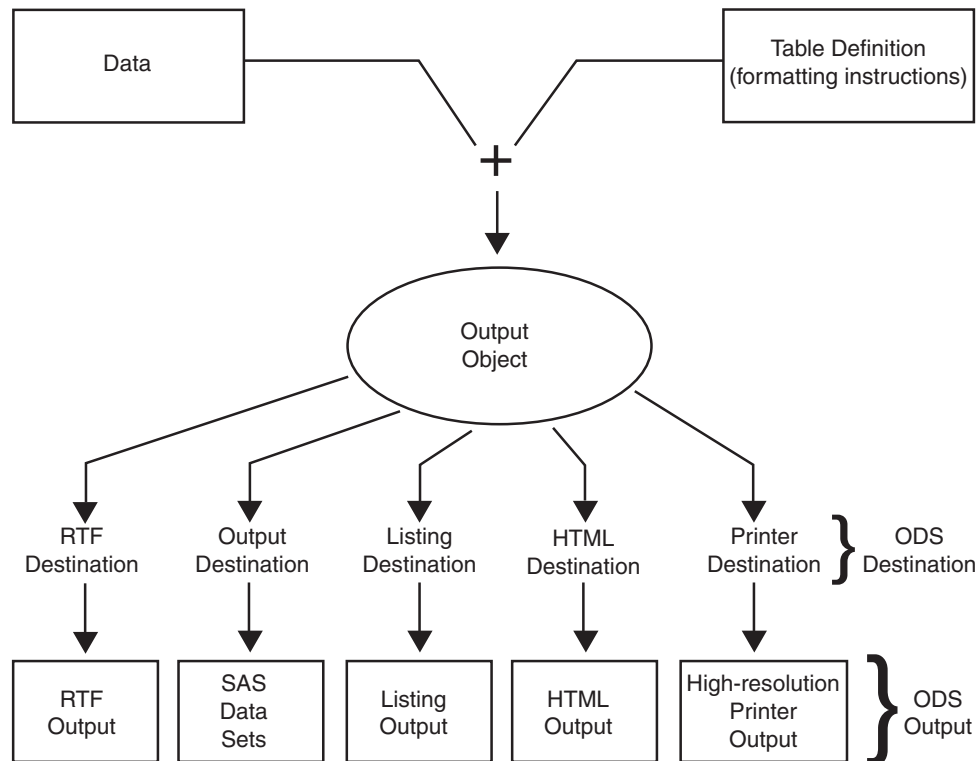 Data
Table Definition
(formatting instructions)
+
Output
Object
RTF
Destination
Output
Destination
Listing
Destination
HTML
Destination
Printer
Destination
}
ODS
Destination
RTF
Output
SAS
Data
Sets
Listing
Output
HTML
Output
High-resolution
Printer
Output
}
ODS
Output